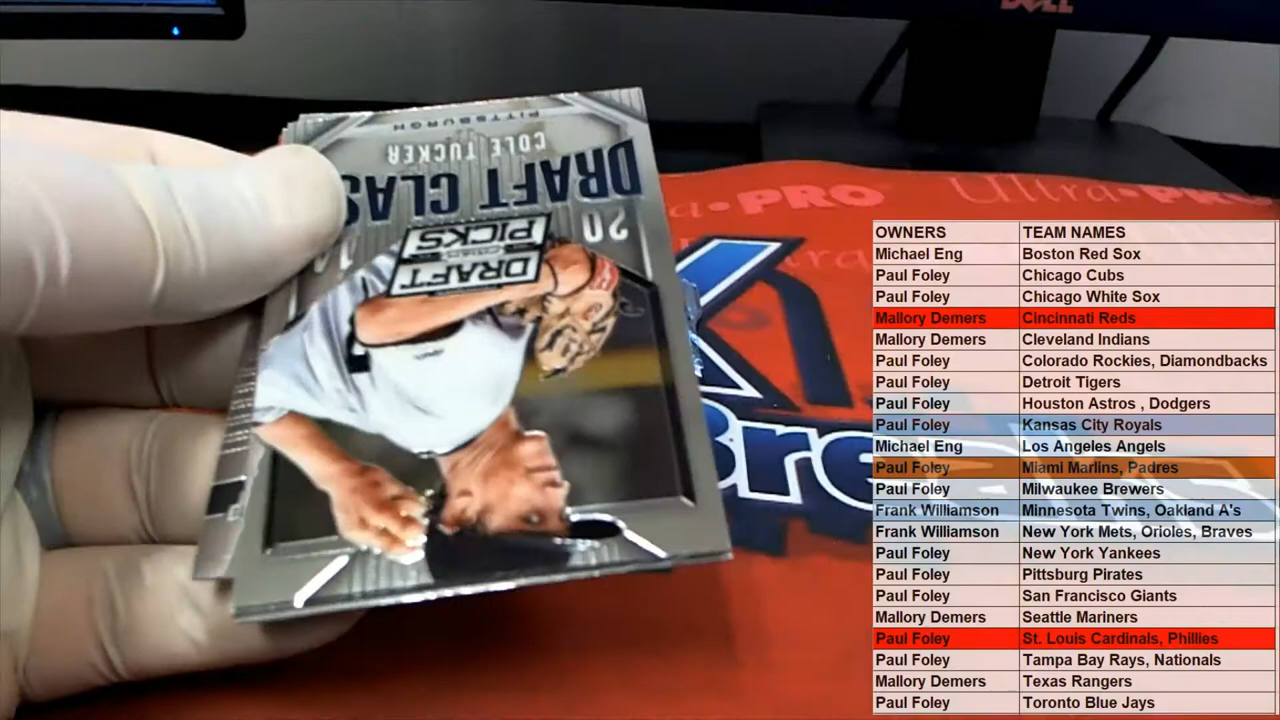 DELL
PITTSBURGH
COLE TUCKER
DRAFT CLAS
20
PICKS
DRAFT
a•PRO Ultra•PRO
K
Bre
OWNERS TEAM NAMES
Michael Eng Boston Red Sox
Paul Foley Chicago Cubs
Paul Foley Chicago White Sox
Mallory Demers Cincinnati Reds
Mallory Demers Cleveland Indians
Paul Foley Colorado Rockies, Diamondbacks
Paul Foley Detroit Tigers
Paul Foley Houston Astros , Dodgers
Paul Foley Kansas City Royals
Michael Eng Los Angeles Angels
Paul Foley Miami Marlins, Padres
Paul Foley Milwaukee Brewers
Frank Williamson Minnesota Twins, Oakland A's
Frank Williamson New York Mets, Orioles, Braves
Paul Foley New York Yankees
Paul Foley Pittsburg Pirates
Paul Foley San Francisco Giants
Mallory Demers Seattle Mariners
Paul Foley St. Louis Cardinals, Phillies
Paul Foley Tampa Bay Rays, Nationals
Mallory Demers Texas Rangers
Paul Foley Toronto Blue Jays